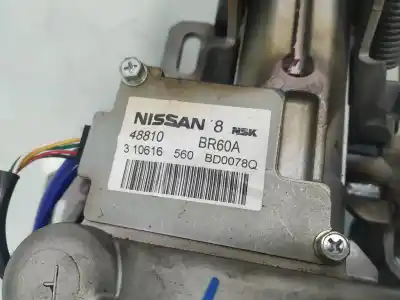 NISSAN 8 NSK
48810 BR60A
3 10616 560 BD0078Q